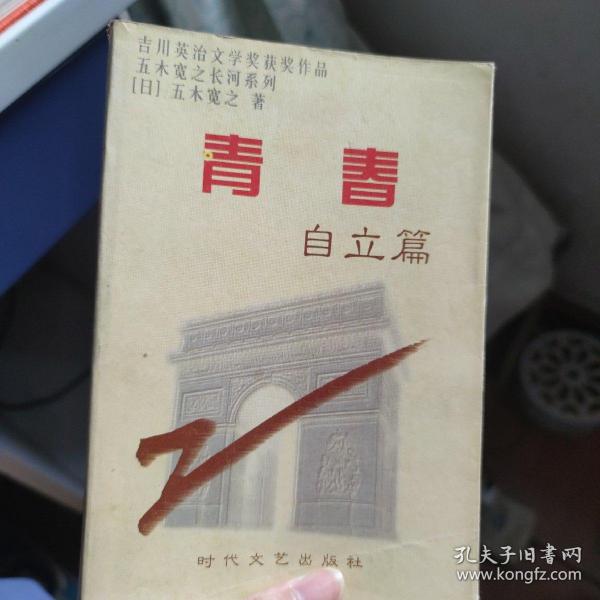 吉川英治文学奖获奖作品
五木宽之长河系列
[日] 五木宽之 著
青春
自立篇
时代文艺出版社
孔夫子旧书网
www.kongfz.com